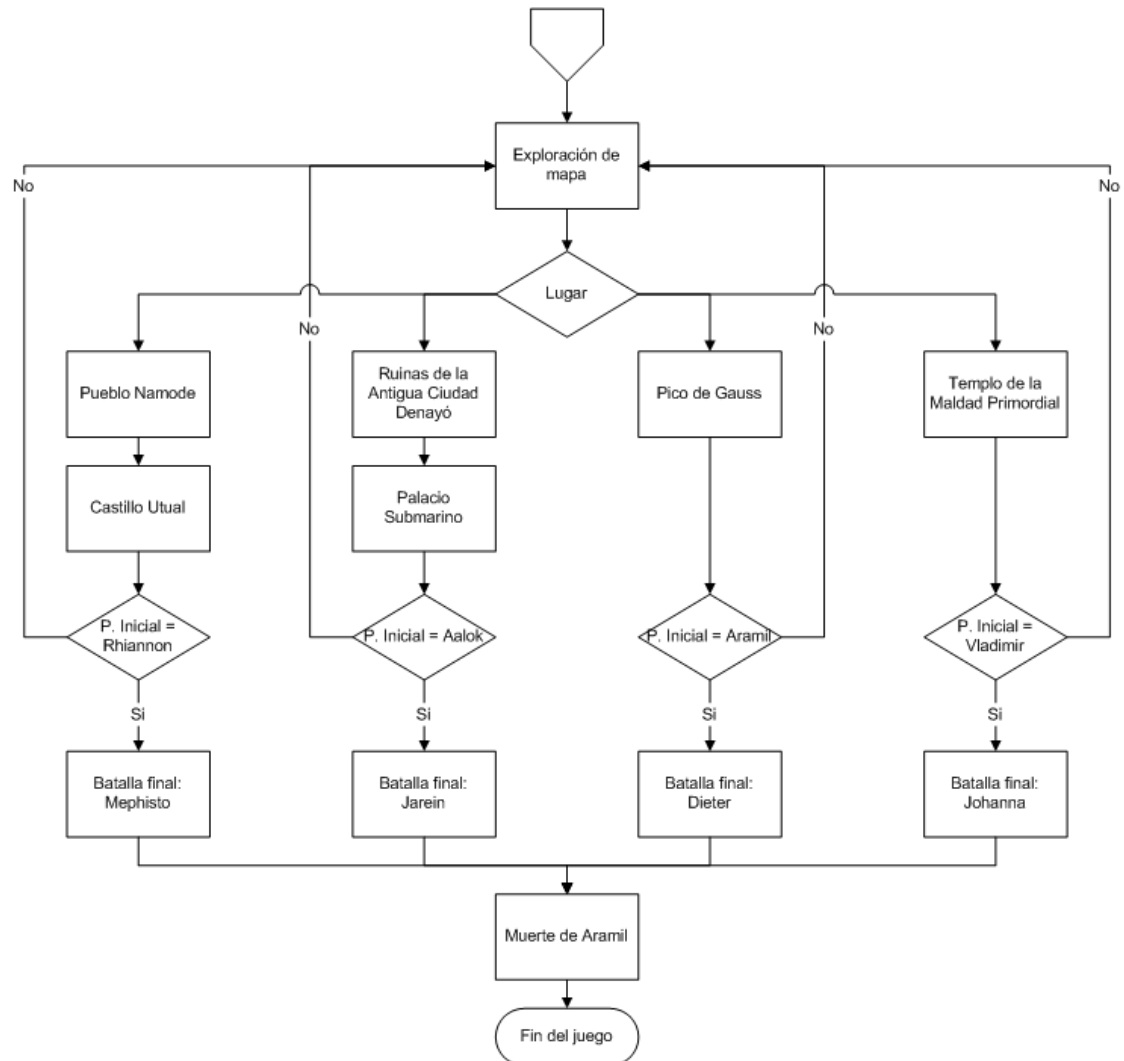 Exploración de
mapa
No
No
Lugar
No
No
Pueblo Namode
Ruinas de la
Antigua Ciudad
Denayó
Pico de Gauss
Templo de la
Maldad Primordial
Castillo Utual
Palacio
Submarino
P. Inicial =
Rhiannon
P. Inicial = Aalok
P. Inicial = Aramil
P. Inicial =
Vladimir
Si
Si
Si
Si
Batalla final:
Mephisto
Batalla final:
Jarein
Batalla final:
Dieter
Batalla final:
Johanna
Muerte de Aramil
Fin del juego